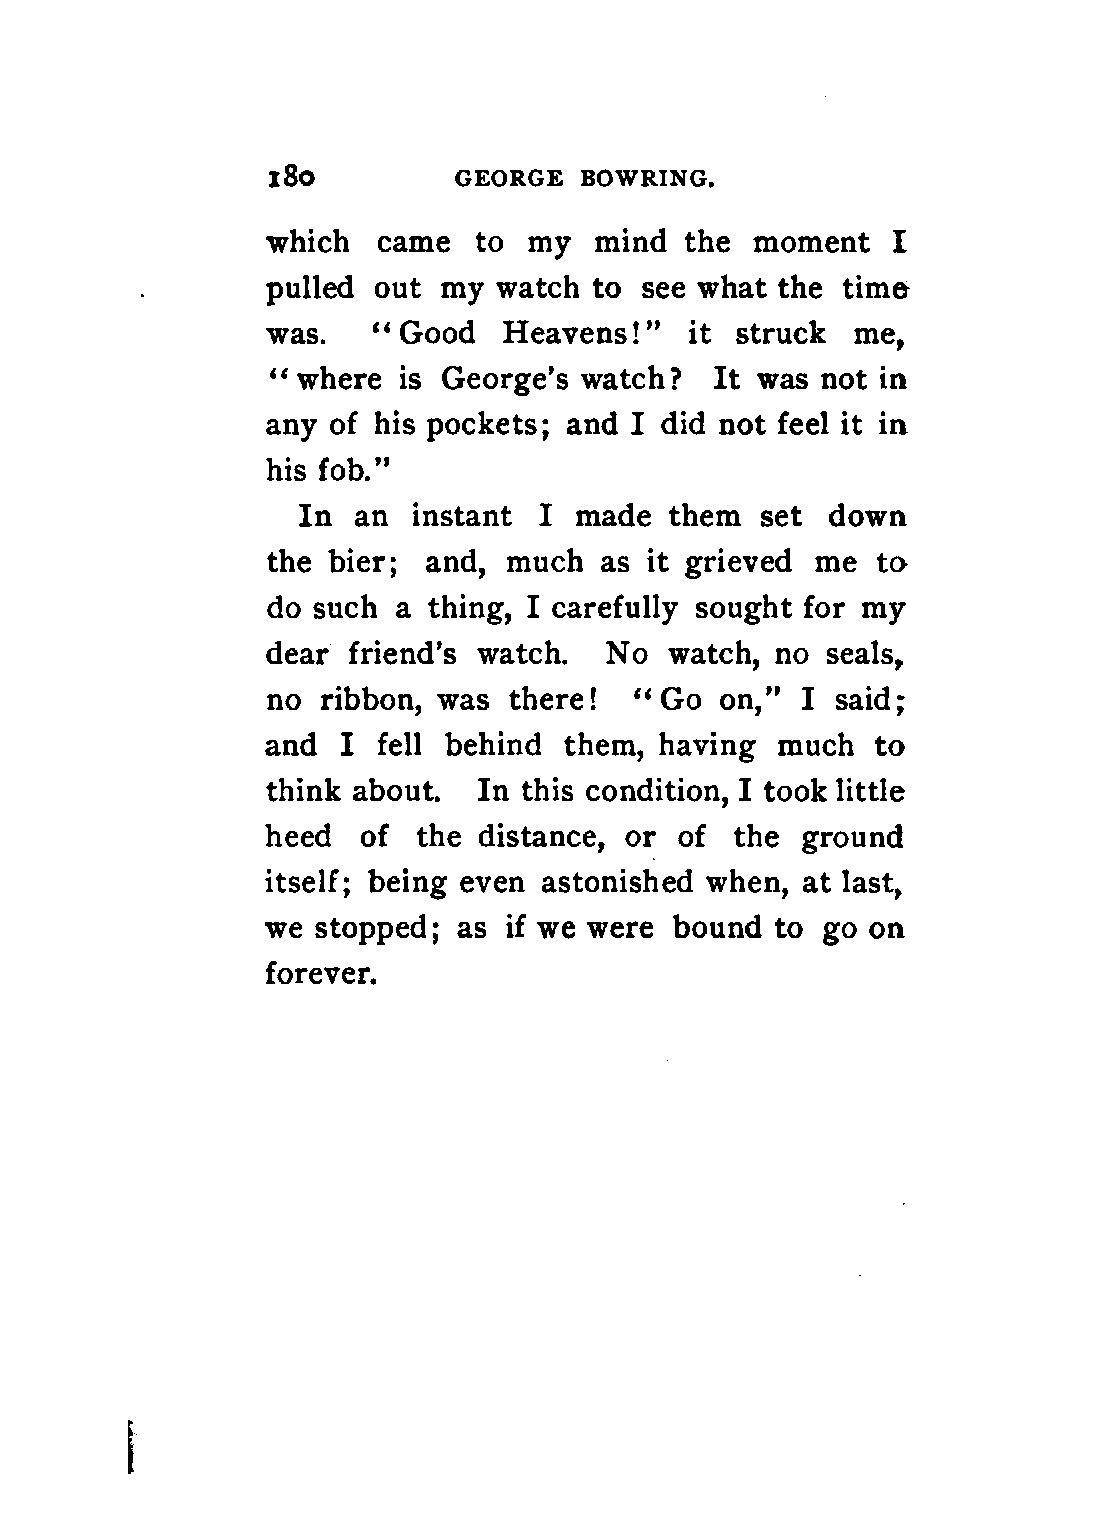 180 GEORGE BOWRING.
which came to my mind the moment I
pulled out my watch to see what the time
was. "Good Heavens!" it struck me,
"where is George's watch? It was not in
any of his pockets; and I did not feel it in
his fob."
In an instant I made them set down
the bier; and, much as it grieved me to
do such a thing, I carefully sought for my
dear friend's watch. No watch, no seals,
no ribbon, was there! "Go on," I said;
and I fell behind them, having much to
think about. In this condition, I took little
heed of the distance, or of the ground
itself; being even astonished when, at last,
we stopped; as if we were bound to go on
forever.